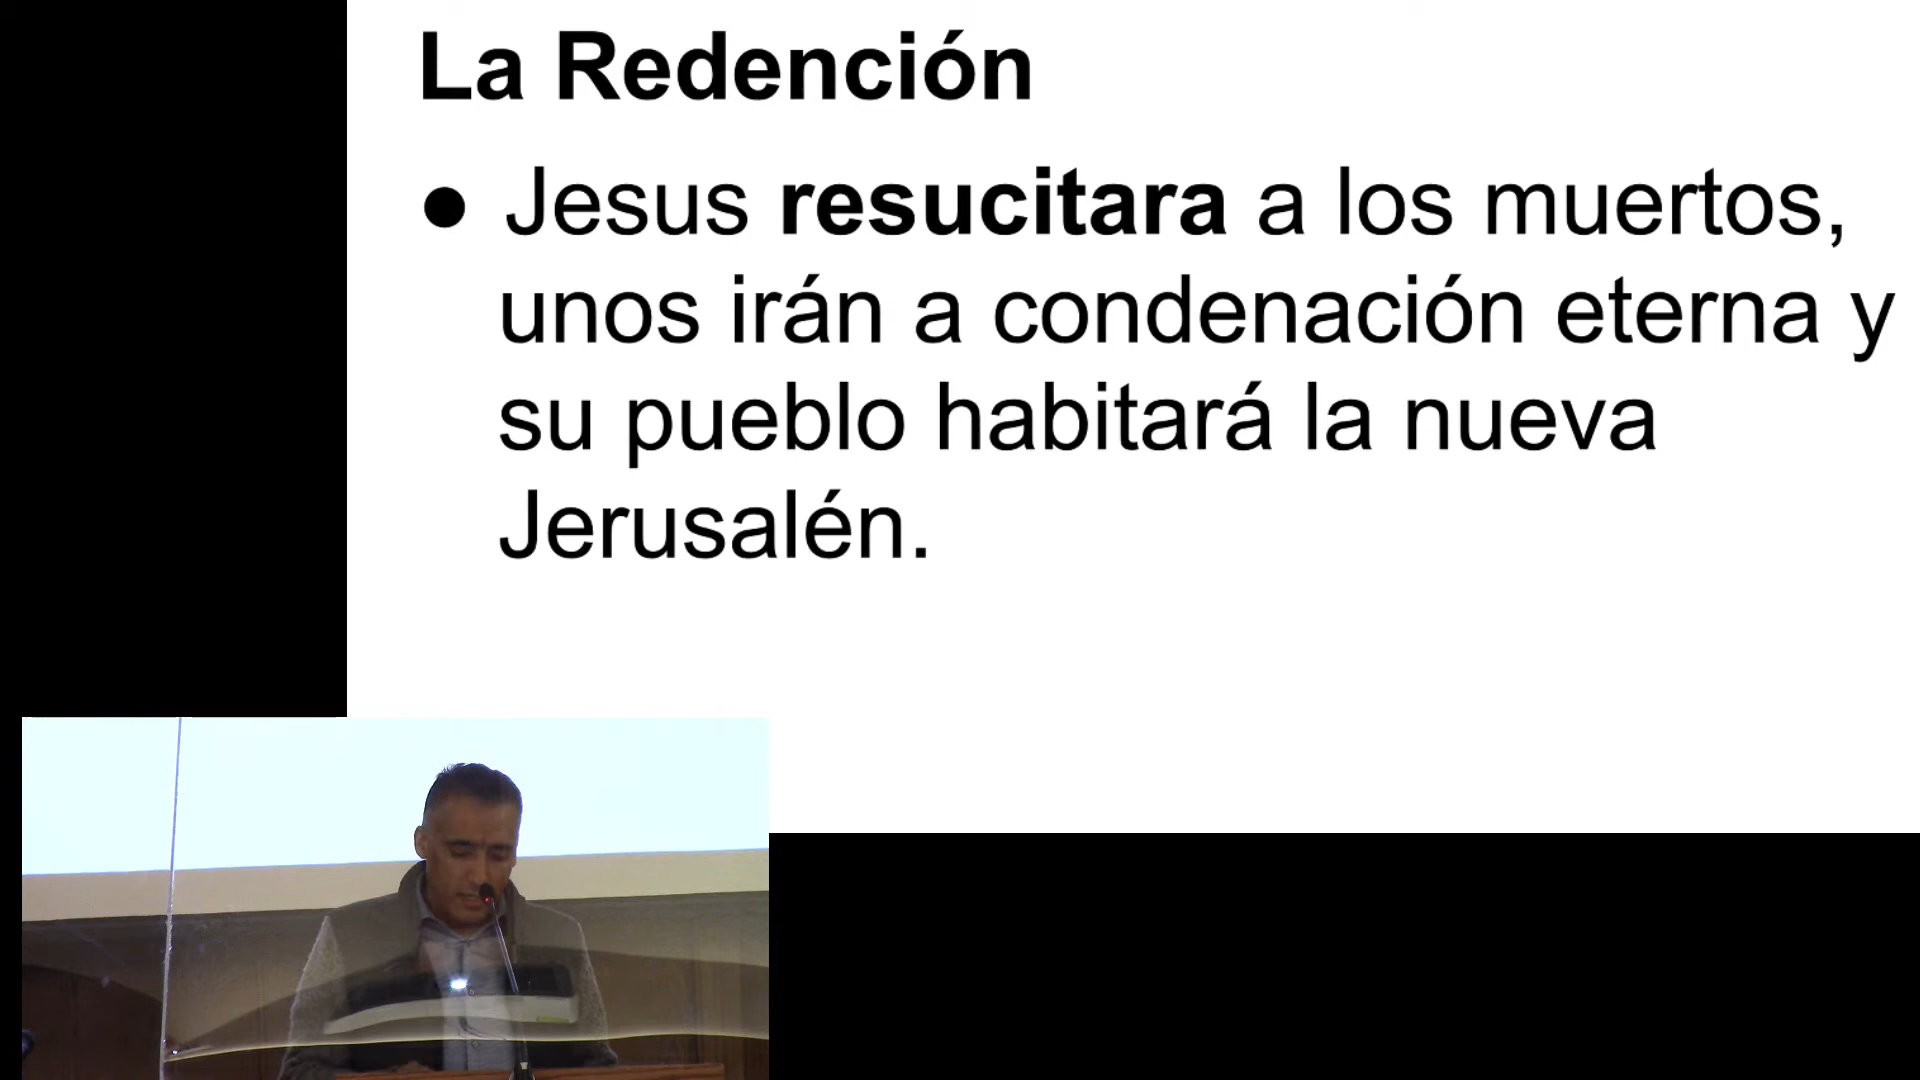 La Redención
● Jesus resucitara a los muertos,
unos irán a condenación eterna y
su pueblo habitará la nueva
Jerusalén.